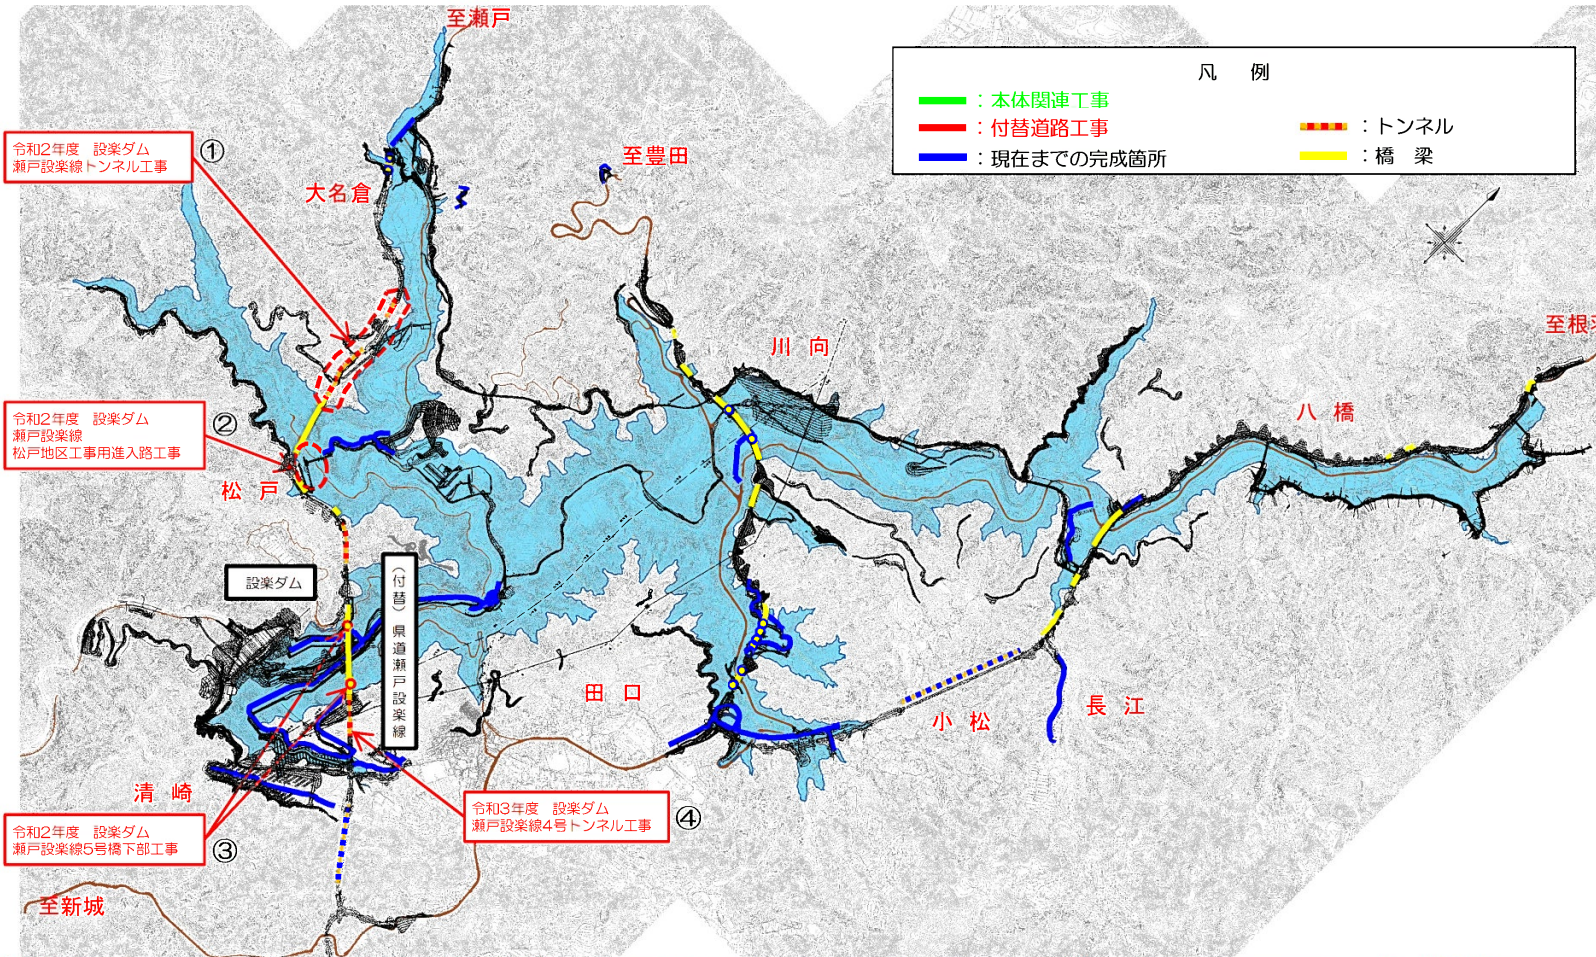 至瀬戸
凡 例
：本体関連工事
：付替道路工事
：現在までの完成箇所
：トンネル
：橋 梁
令和2年度 設楽ダム
瀬戸設楽線トンネル工事
①
大名倉
至豊田
川向
至根
八橋
令和2年度 設楽ダム
瀬戸設楽線
松戸地区工事用進入路工事
②
松戸
設楽ダム
（付替）県道瀬戸設楽線
田口
小松
長江
清崎
令和2年度 設楽ダム
瀬戸設楽線5号橋下部工事
③
令和3年度 設楽ダム
瀬戸設楽線4号トンネル工事
④
至新城